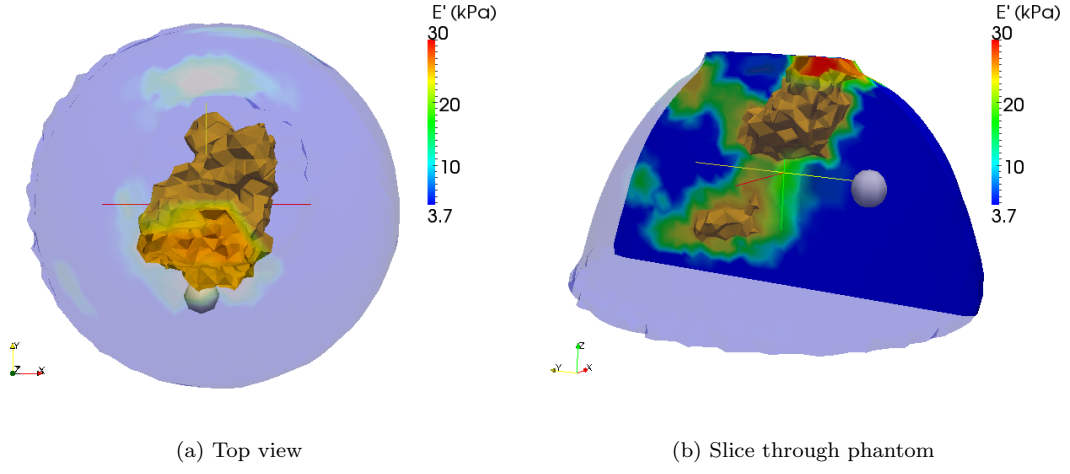 E' (kPa)
30
20
10
3.7
Y
Z
X
E' (kPa)
30
20
10
3.7
Z
Y
X
(a) Top view
(b) Slice through phantom